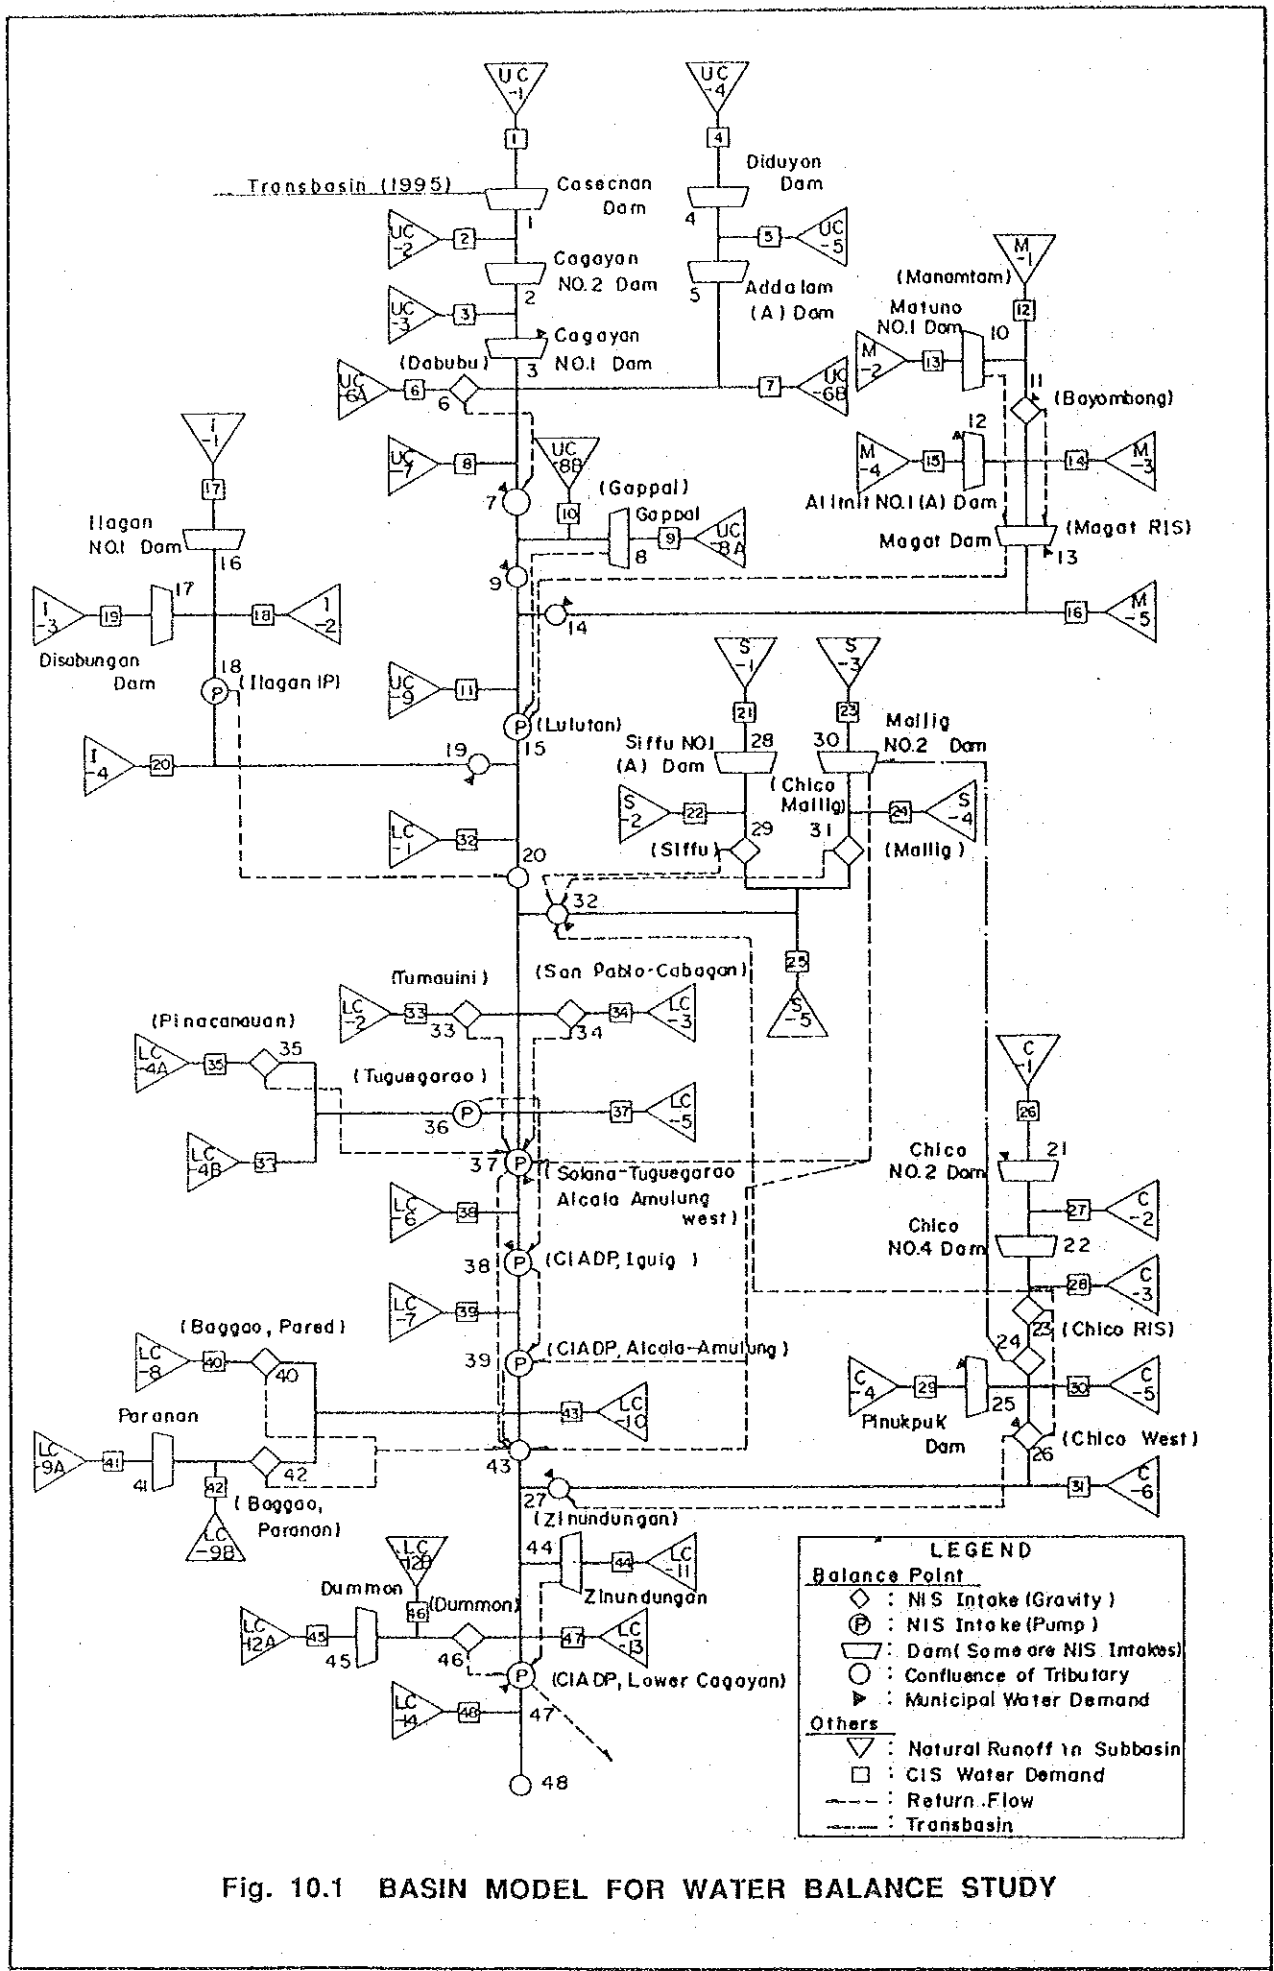 UC
-1
UC
-4
1
4
Transbasin (1995)
Casecnan
Dam
1
Diduyon
Dam
4
UC
-2
2
5
UC
-5
M
-1
Cagayan
NO.2 Dam
2
Addalam
(A) Dam
5
(Manamtam)
12
UC
-3
3
Cagayan
NO.1 Dam
3
Matuno
NO.1 Dam
10
M
-2
13
(Dabubu)
UC
-6A
6
6
7
UC
-6B
11
(Bayombong)
I
-1
UC
-7
8
UC
-8B
12
M
-4
15
14
M
-3
17
7
(Gappal)
10
Gappal
9
UC
-8A
8
Alimit NO.1 (A) Dam
Ilagan
NO.1 Dam
16
Magat Dam
(Magat RIS)
13
9
I
-3
19
17
18
I
-2
14
16
M
-5
Disabungan
Dam
18
P
(Ilagan IP)
UC
-9
11
S
-1
S
-3
21
23
P
(Lulutan)
15
Siffu NO.1
(A) Dam
28
30
Mallig
NO.2 Dam
I
-4
20
19
(Chico
Mallig)
S
-2
22
24
S
-4
LC
-1
32
29
31
20
(Siffu)
(Mallig)
32
25
S
-5
(Tumauini)
(San Pablo-Cabagan)
LC
-2
33
33
34
34
LC
-3
(Pinacanauan)
LC
-4A
35
35
C
-1
(Tuguegarao)
26
36
P
37
LC
-5
LC
-4B
37
P
(Solana-Tuguegarao
Alcala Amulung
west)
Chico
NO.2 Dam
21
LC
-6
38
27
C
-2
Chico
NO.4 Dam
22
38
P
(CIADP, Iguig )
28
C
-3
LC
-7
39
23
(Chico RIS)
(Baggao, Pared)
LC
-8
40
40
39
P
(CIADP, Alcala-Amulung)
24
C
-4
29
25
30
C
-5
43
LC
-10
Pinukpuk
Dam
Paranan
LC
-9A
41
41
42
42
43
26
(Chico West)
(Baggao,
Paranan)
LC
-9B
27
31
C
-6
(Zinundungan)
LC
-12B
44
44
LC
-11
Zinundungan
Dummon
46
(Dummon)
LC
-12A
45
45
46
47
LC
-13
P
(CIADP, Lower Cagayan)
LC
-14
48
47
48
LEGEND
Balance Point
: NIS Intake (Gravity)
P : NIS Intake (Pump)
: Dam (Some are NIS Intakes)
: Confluence of Tributary
: Municipal Water Demand
Others
: Natural Runoff in Subbasin
: CIS Water Demand
: Return Flow
: Transbasin
Fig. 10.1 BASIN MODEL FOR WATER BALANCE STUDY